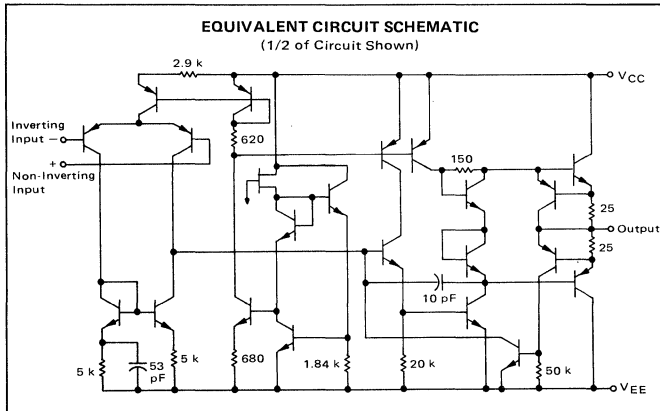 EQUIVALENT CIRCUIT SCHEMATIC
(1/2 of Circuit Shown)
2.9 k
VCC
Inverting
Input −
620
+
Non-Inverting
Input
150
25
Output
25
10 pF
5 k
53
pF
5 k
680
1.84 k
20 k
50 k
VEE